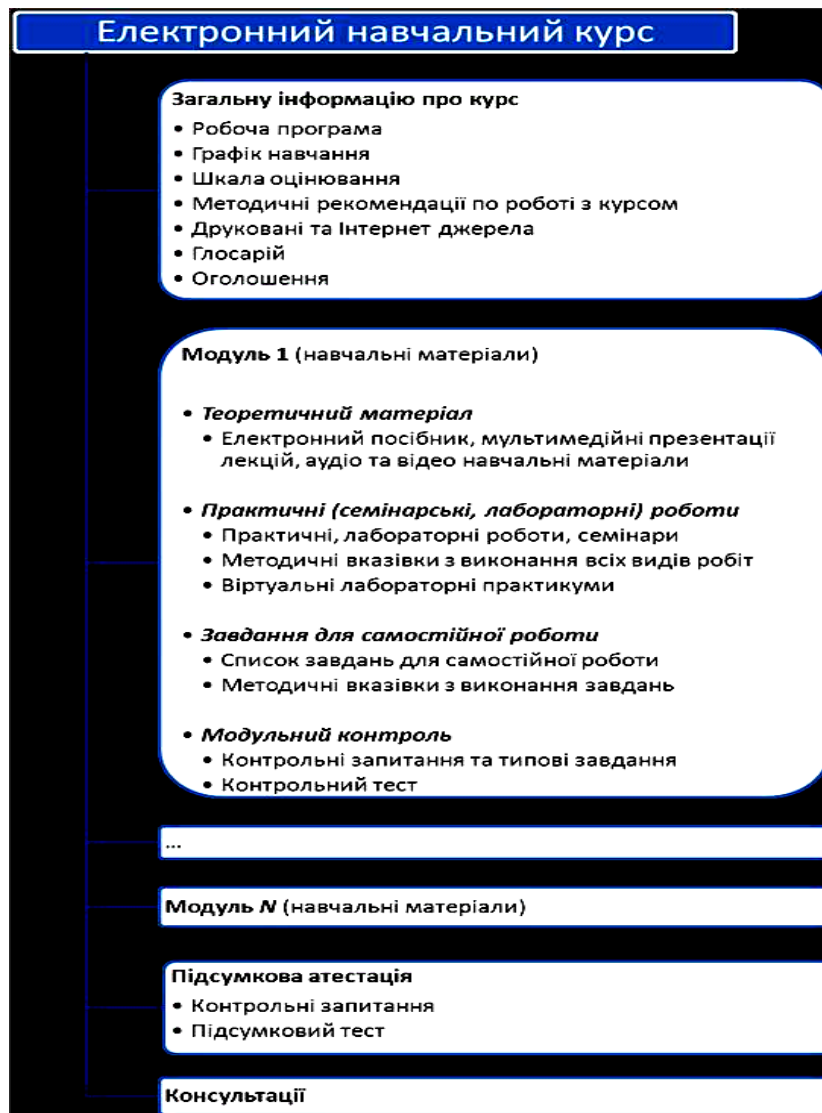 Електронний навчальний курс
Загальну інформацію про курс
• Робоча програма
• Графік навчання
• Шкала оцінювання
• Методичні рекомендації по роботі з курсом
• Друковані та Інтернет джерела
• Глосарій
• Оголошення
Модуль 1 (навчальні матеріали)
• Теоретичний матеріал
• Електронний посібник, мультимедійні презентації
лекцій, аудіо та відео навчальні матеріали
• Практичні (семінарські, лабораторні) роботи
• Практичні, лабораторні роботи, семінари
• Методичні вказівки з виконання всіх видів робіт
• Віртуальні лабораторні практикуми
• Завдання для самостійної роботи
• Список завдань для самостійної роботи
• Методичні вказівки з виконання завдань
• Модульний контроль
• Контрольні запитання та типові завдання
• Контрольний тест
...
Модуль N (навчальні матеріали)
Підсумкова атестація
• Контрольні запитання
• Підсумковий тест
Консультації